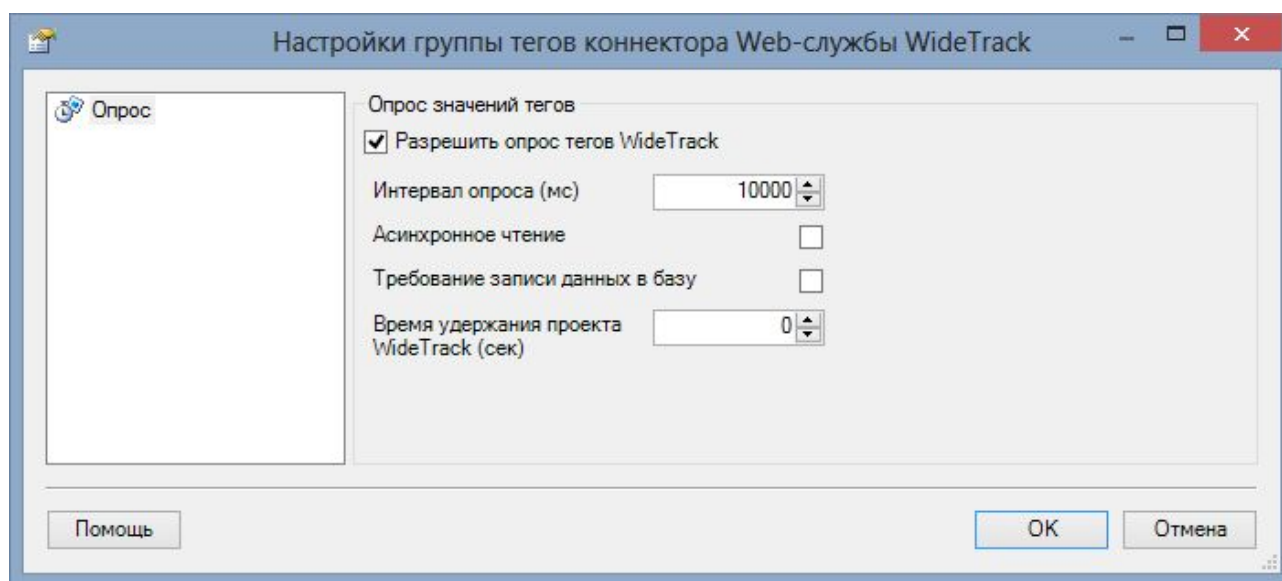 Настройки группы тегов коннектора Web-службы WideTrack
Опрос
Опрос значений тегов
Разрешить опрос тегов WideTrack
Интервал опроса (мс)
10000
Асинхронное чтение
Требование записи данных в базу
Время удержания проекта
WideTrack (сек)
0
Помощь
OK
Отмена